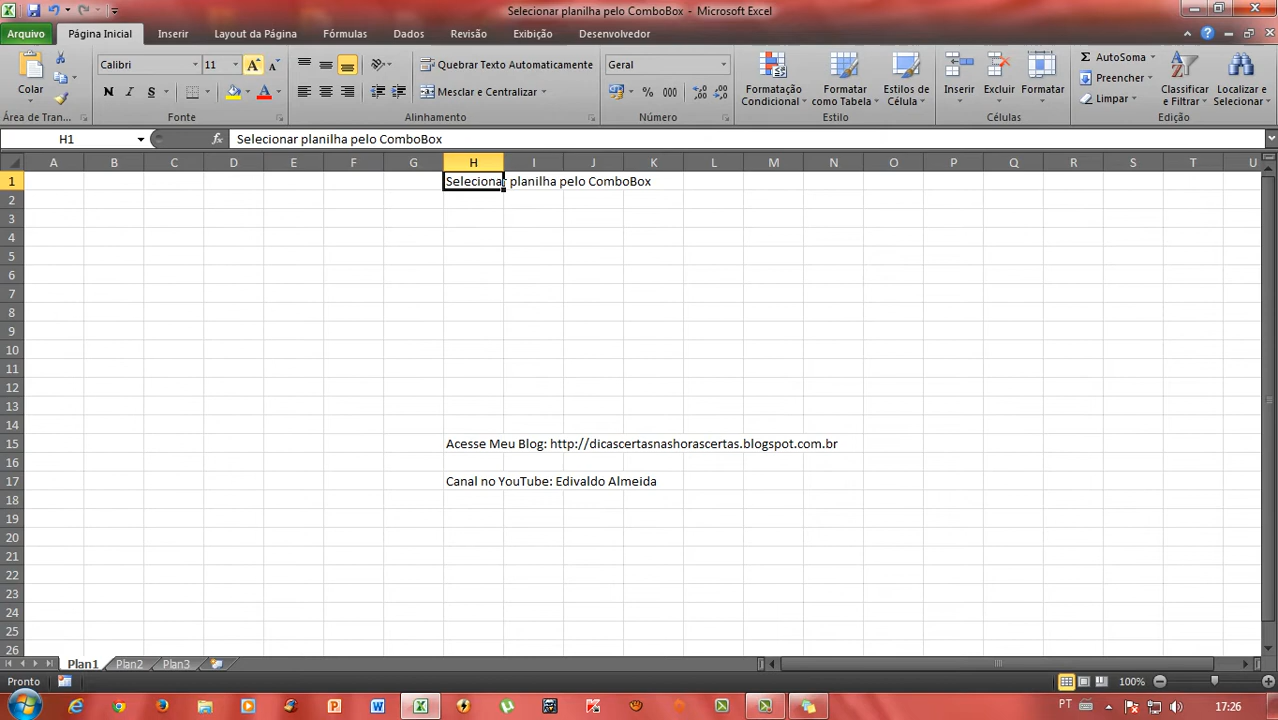 Selecionar planilha pelo ComboBox - Microsoft Excel
Arquivo Página Inicial Inserir Layout da Página Fórmulas Dados Revisão Exibição Desenvolvedor
Colar
Calibri 11
N I S
Quebrar Texto Automaticamente
Mesclar e Centralizar
Geral
% 000
Formatação Condicional
Formatar como Tabela
Estilos de Célula
Inserir Excluir Formatar
Σ AutoSoma
Preencher
Limpar
Classificar e Filtrar
Localizar e Selecionar
Área de Tran... Fonte Alinhamento Número Estilo Células Edição
H1 fx Selecionar planilha pelo ComboBox
A B C D E F G H I J K L M N O P Q R S T U
1 Selecionar planilha pelo ComboBox
2
3
4
5
6
7
8
9
10
11
12
13
14
15 Acesse Meu Blog: http://dicascertasnashorascertas.blogspot.com.br
16
17 Canal no YouTube: Edivaldo Almeida
18
19
20
21
22
23
24
25
26
Plan1 Plan2 Plan3
Pronto 100%
PT 17:26